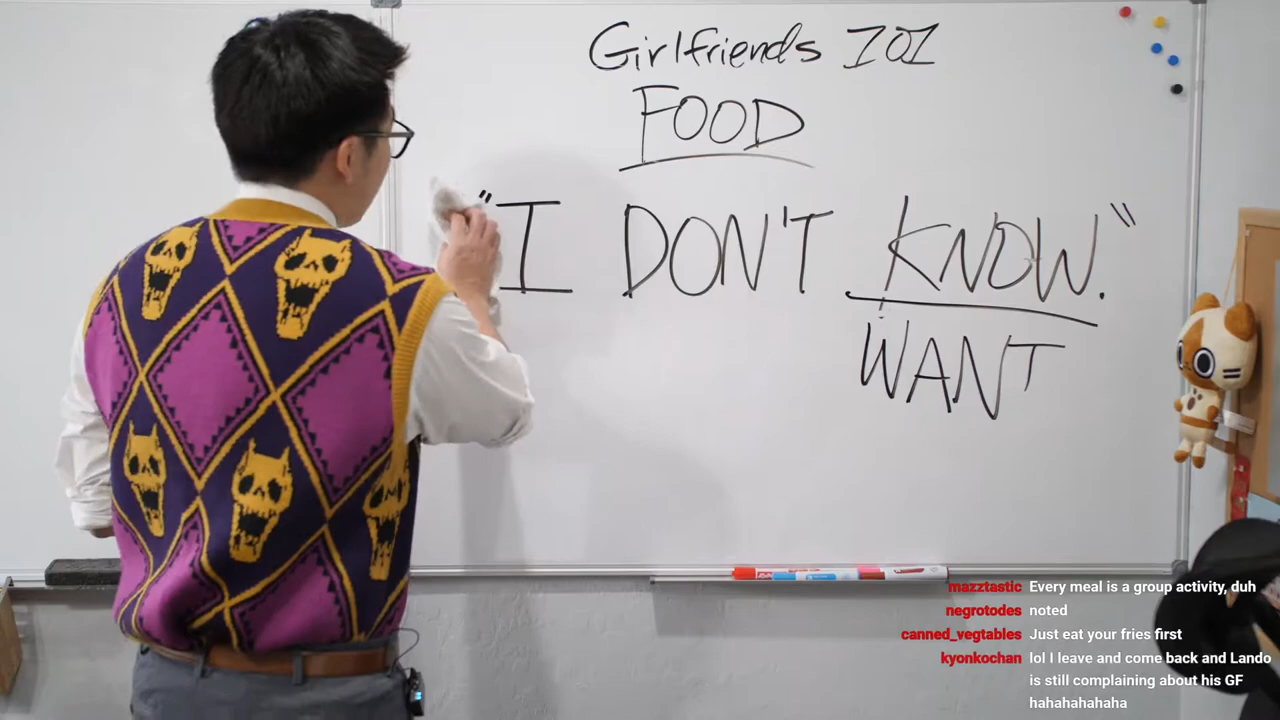 Girlfriends 101
FOOD
"I DON'T KNOW."
WANT
mazztastic Every meal is a group activity, duh
negrotodes noted
canned_vegtables Just eat your fries first
kyonkochan lol I leave and come back and Lando
is still complaining about his GF
hahahahahaha